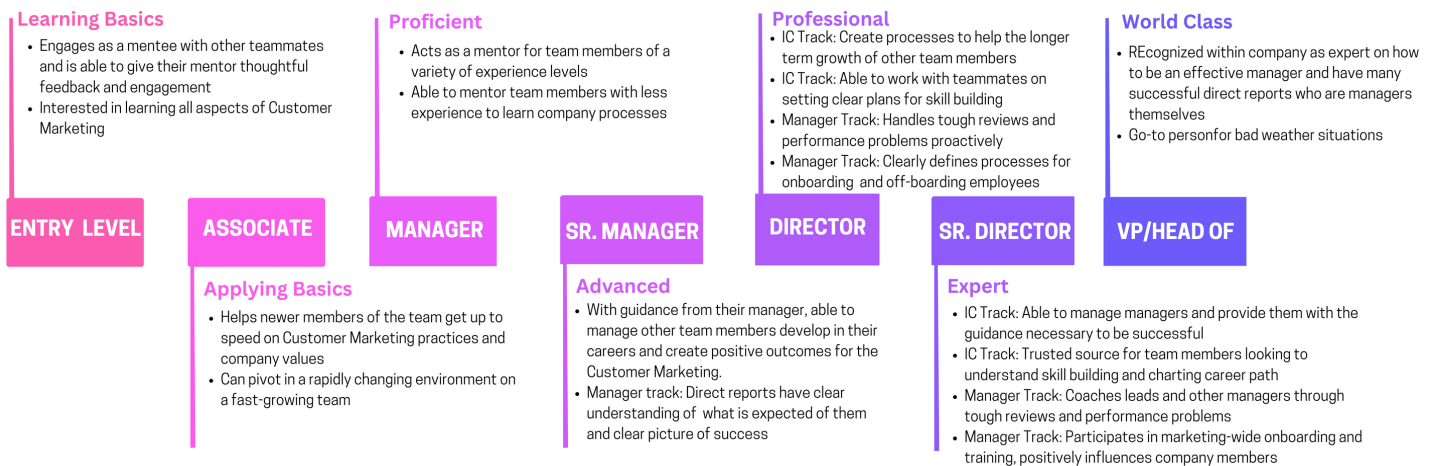 Learning Basics
• Engages as a mentee with other teammates
and is able to give their mentor thoughtful
feedback and engagement
• Interested in learning all aspects of Customer
Marketing
Proficient
• Acts as a mentor for team members of a
variety of experience levels
• Able to mentor team members with less
experience to learn company processes
Professional
• IC Track: Create processes to help the longer
term growth of other team members
• IC Track: Able to work with teammates on
setting clear plans for skill building
• Manager Track: Handles tough reviews and
performance problems proactively
• Manager Track: Clearly defines processes for
onboarding and off-boarding employees
World Class
• REcognized within company as expert on how
to be an effective manager and have many
successful direct reports who are managers
themselves
• Go-to personfor bad weather situations
ENTRY LEVEL
ASSOCIATE
MANAGER
SR. MANAGER
DIRECTOR
SR. DIRECTOR
VP/HEAD OF
Applying Basics
• Helps newer members of the team get up to
speed on Customer Marketing practices and
company values
• Can pivot in a rapidly changing environment on
a fast-growing team
Advanced
• With guidance from their manager, able to
manage other team members develop in their
careers and create positive outcomes for the
Customer Marketing.
• Manager track: Direct reports have clear
understanding of what is expected of them
and clear picture of success
Expert
• IC Track: Able to manage managers and provide them with the
guidance necessary to be successful
• IC Track: Trusted source for team members looking to
understand skill building and charting career path
• Manager Track: Coaches leads and other managers through
tough reviews and performance problems
• Manager Track: Participates in marketing-wide onboarding and
training, positively influences company members